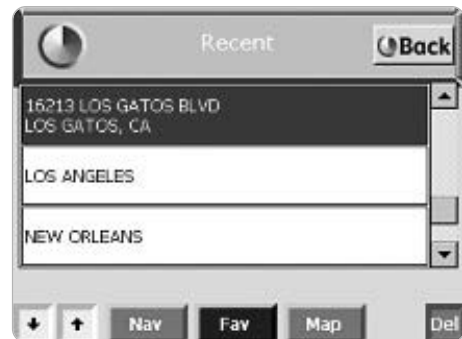 Recent
Back
16213 LOS GATOS BLVD
LOS GATOS, CA
LOS ANGELES
NEW ORLEANS
Nav Fav Map Del